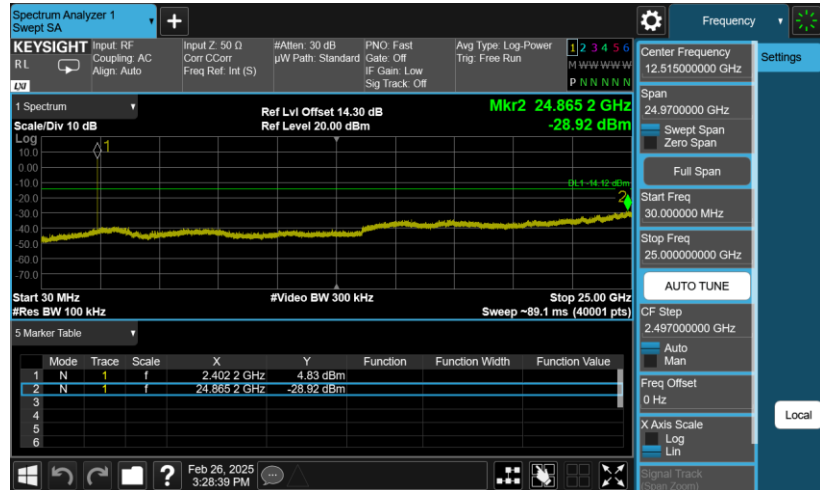 Spectrum Analyzer 1
Swept SA
+
Frequency
KEYSIGHT
RL
LXI
Input: RF
Coupling: AC
Align: Auto
Input Z: 50 Ω
Corr CCorr
Freq Ref: Int (S)
#Atten: 30 dB
µW Path: Standard
PNO: Fast
Gate: Off
IF Gain: Low
Sig Track: Off
Avg Type: Log-Power
Trig: Free Run
1 2 3 4 5 6
M W W W W W
P N N N N N
1 Spectrum
Scale/Div 10 dB
Ref Lvl Offset 14.30 dB
Ref Level 20.00 dBm
Mkr2 24.865 2 GHz
-28.92 dBm
Log
10.0
0.00
-10.0
-20.0
-30.0
-40.0
-50.0
-60.0
-70.0
1
DL1 -14.12 dBm
2
Start 30 MHz
#Res BW 100 kHz
#Video BW 300 kHz
Stop 25.00 GHz
Sweep ~89.1 ms (40001 pts)
5 Marker Table
Mode Trace Scale X Y Function Function Width Function Value
1 N 1 f 2.402 2 GHz 4.83 dBm
2 N 1 f 24.865 2 GHz -28.92 dBm
3
4
5
6
Feb 26, 2025
3:28:39 PM
Center Frequency
12.515000000 GHz
Span
24.9700000 GHz
Swept Span
Zero Span
Full Span
Start Freq
30.000000 MHz
Stop Freq
25.000000000 GHz
AUTO TUNE
CF Step
2.497000000 GHz
Auto
Man
Freq Offset
0 Hz
X Axis Scale
Log
Lin
Signal Track
(Span Zoom)
Settings
Local